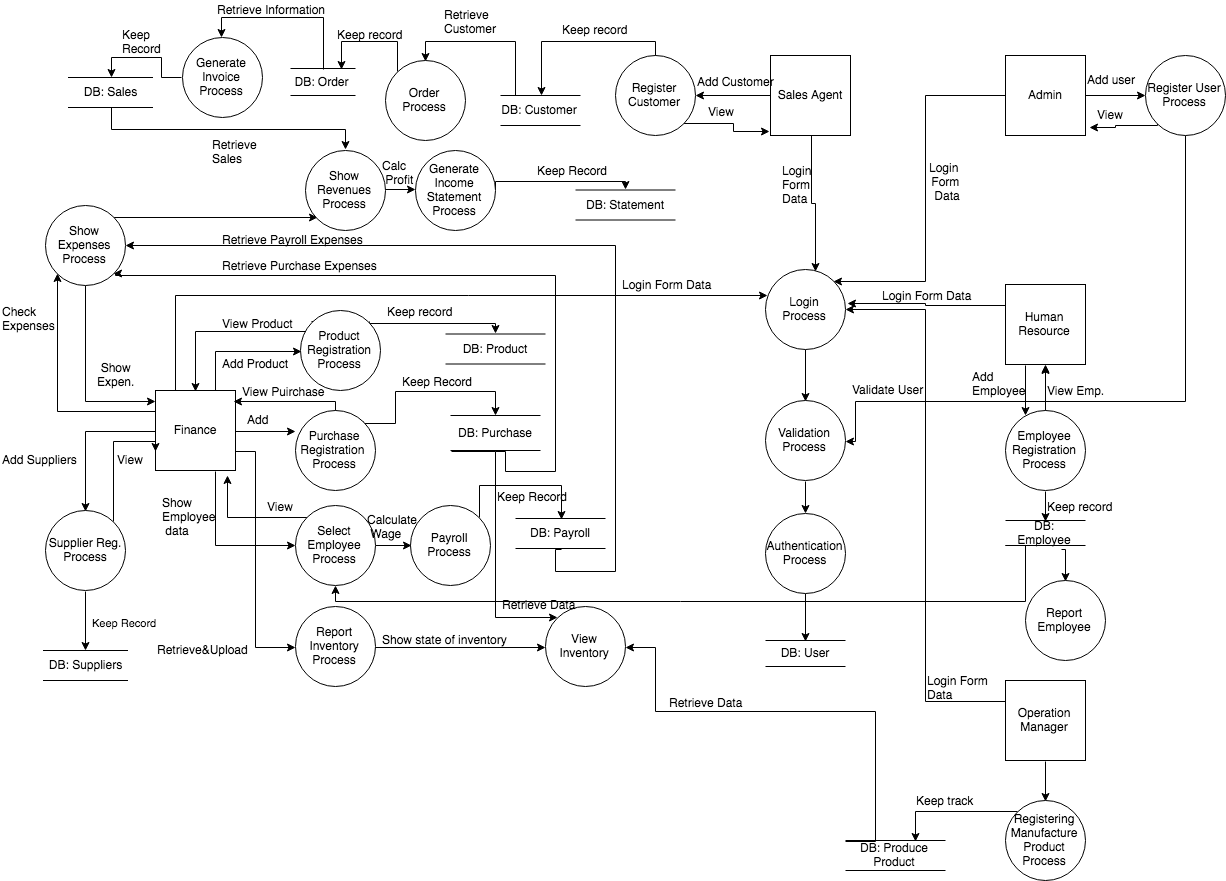 Retrieve Information
Retrieve
Customer
Keep
Record
Keep record
Keep record
Generate
Invoice
Process
DB: Order
Order
Process
DB: Sales
DB: Customer
Register
Customer
Add Customer
View
Sales Agent
Admin
Add user
View
Register User
Process
Retrieve
Sales
Show
Revenues
Process
Calc
Profit
Generate
Income
Statement
Process
Keep Record
DB: Statement
Login
Form
Data
Login
Form
Data
Show
Expenses
Process
Retrieve Payroll Expenses
Retrieve Purchase Expenses
Login Form Data
Login
Process
Login Form Data
Human
Resource
Check
Expenses
View Product
Product
Registration
Process
Keep record
DB: Product
Add Product
Show
Expen.
Keep Record
View Puirchase
Add
Employee
View Emp.
Validate User
Finance
Add
Purchase
Registration
Process
DB: Purchase
Validation
Process
Employee
Registration
Process
Add Suppliers
View
Show
Employee
data
View
Keep Record
Keep record
Supplier Reg.
Process
Select
Employee
Process
Calculate
Wage
Payroll
Process
DB: Payroll
DB:
Employee
Authentication
Process
Retrieve Data
Report
Employee
Keep Record
Retrieve&Upload
Report
Inventory
Process
Show state of inventory
View
Inventory
DB: User
DB: Suppliers
Login Form
Data
Retrieve Data
Operation
Manager
Keep track
Registering
Manufacture
Product
Process
DB: Produce
Product